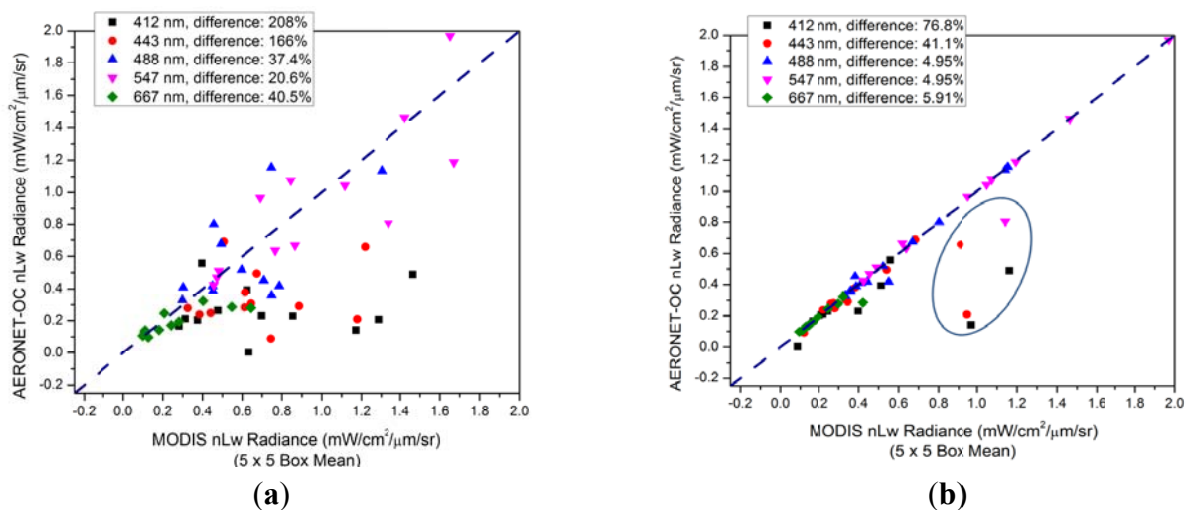 412 nm, difference: 208%
443 nm, difference: 166%
488 nm, difference: 37.4%
547 nm, difference: 20.6%
667 nm, difference: 40.5%
AERONET-OC nLw Radiance (mW/cm²/μm/sr)
2.0
1.8
1.6
1.4
1.2
1.0
0.8
0.6
0.4
0.2
0.0
-0.2
-0.2 0.0 0.2 0.4 0.6 0.8 1.0 1.2 1.4 1.6 1.8 2.0
MODIS nLw Radiance (mW/cm²/μm/sr)
(5 x 5 Box Mean)
(a)
412 nm, difference: 76.8%
443 nm, difference: 41.1%
488 nm, difference: 4.95%
547 nm, difference: 4.95%
667 nm, difference: 5.91%
AERONET-OC nLw Radiance (mW/cm²/μm/sr)
2.0
1.8
1.6
1.4
1.2
1.0
0.8
0.6
0.4
0.2
0.0
-0.2
-0.2 0.0 0.2 0.4 0.6 0.8 1.0 1.2 1.4 1.6 1.8 2.0
MODIS nLw Radiance (mW/cm²/μm/sr)
(5 x 5 Box Mean)
(b)